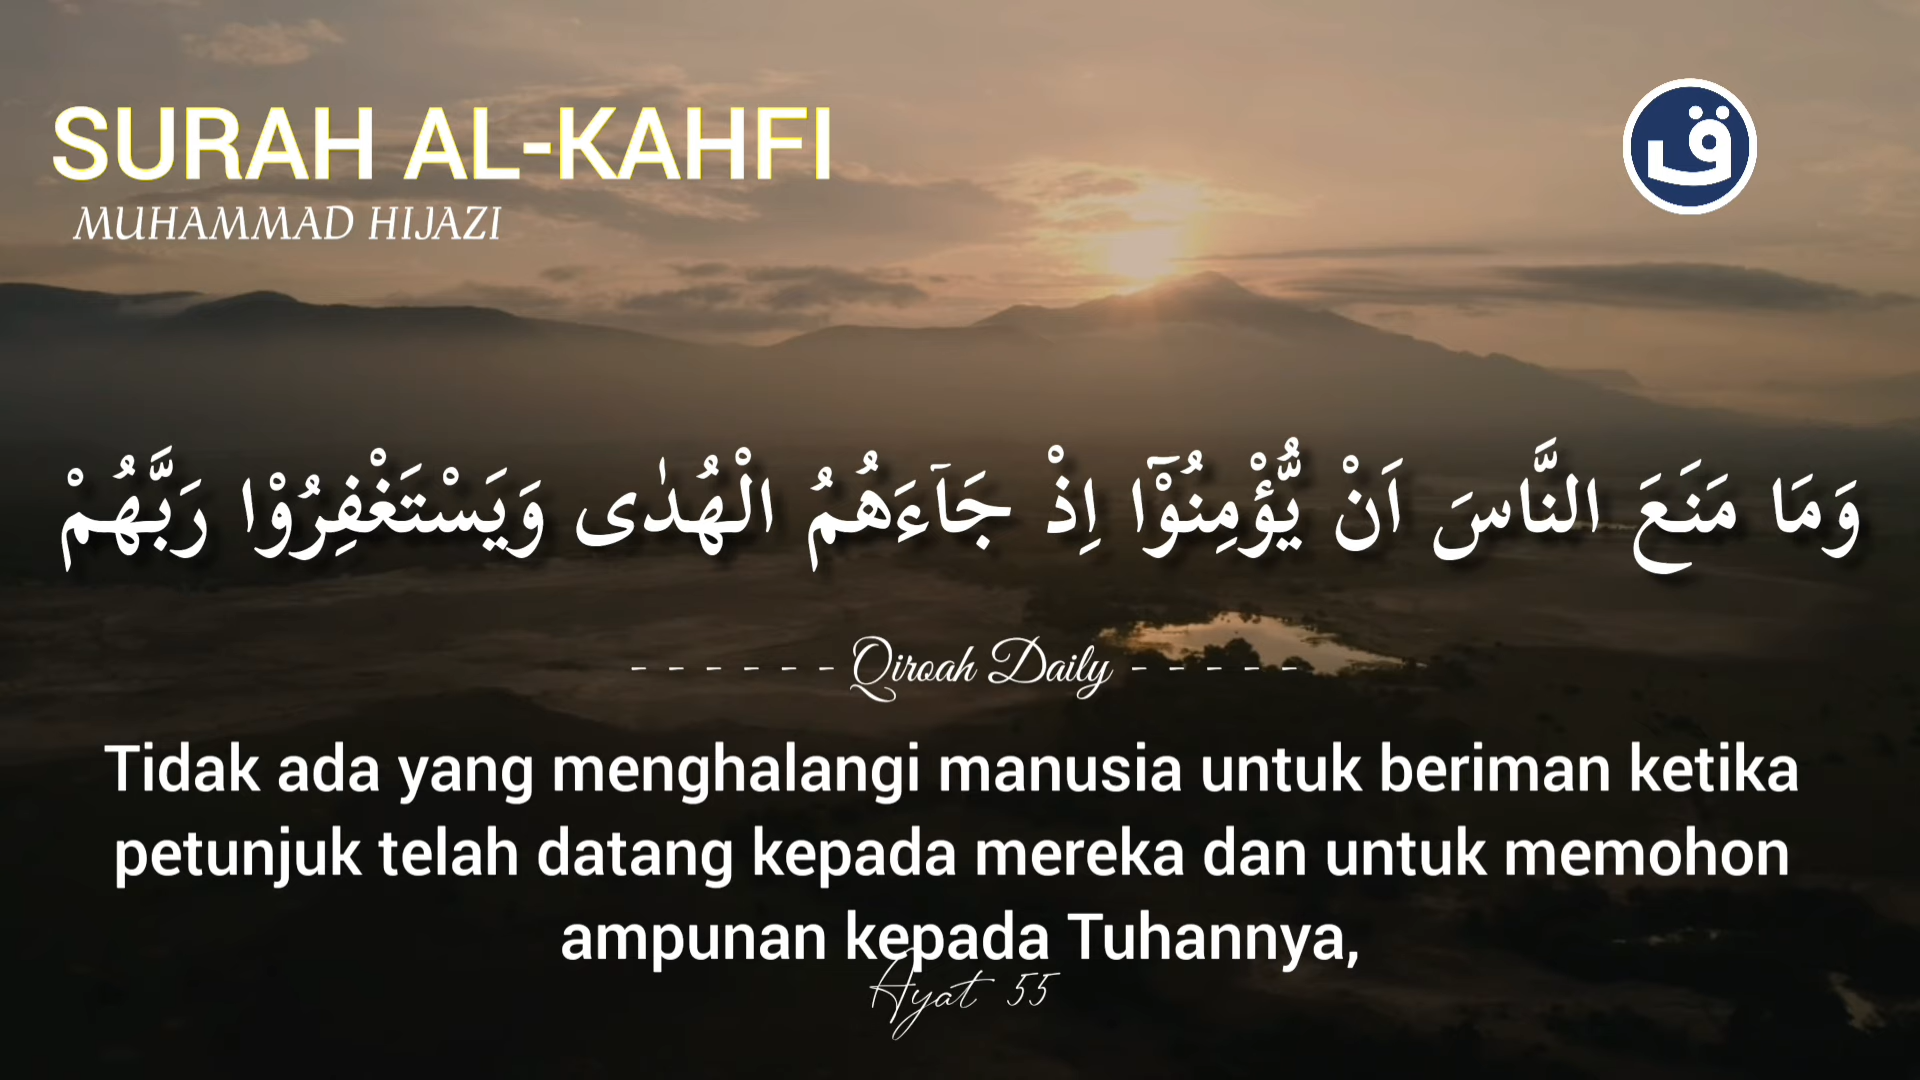 SURAH AL-KAHFI
MUHAMMAD HIJAZI
ق
وَمَا مَنَعَ النَّاسَ اَنْ يُّؤْمِنُوْٓا اِذْ جَآءَهُمُ الْهُدٰى وَيَسْتَغْفِرُوْا رَبَّهُمْ
- - - - - - Qiroah Daily - - - - -
Tidak ada yang menghalangi manusia untuk beriman ketika
petunjuk telah datang kepada mereka dan untuk memohon
ampunan kepada Tuhannya,
Ayat 55